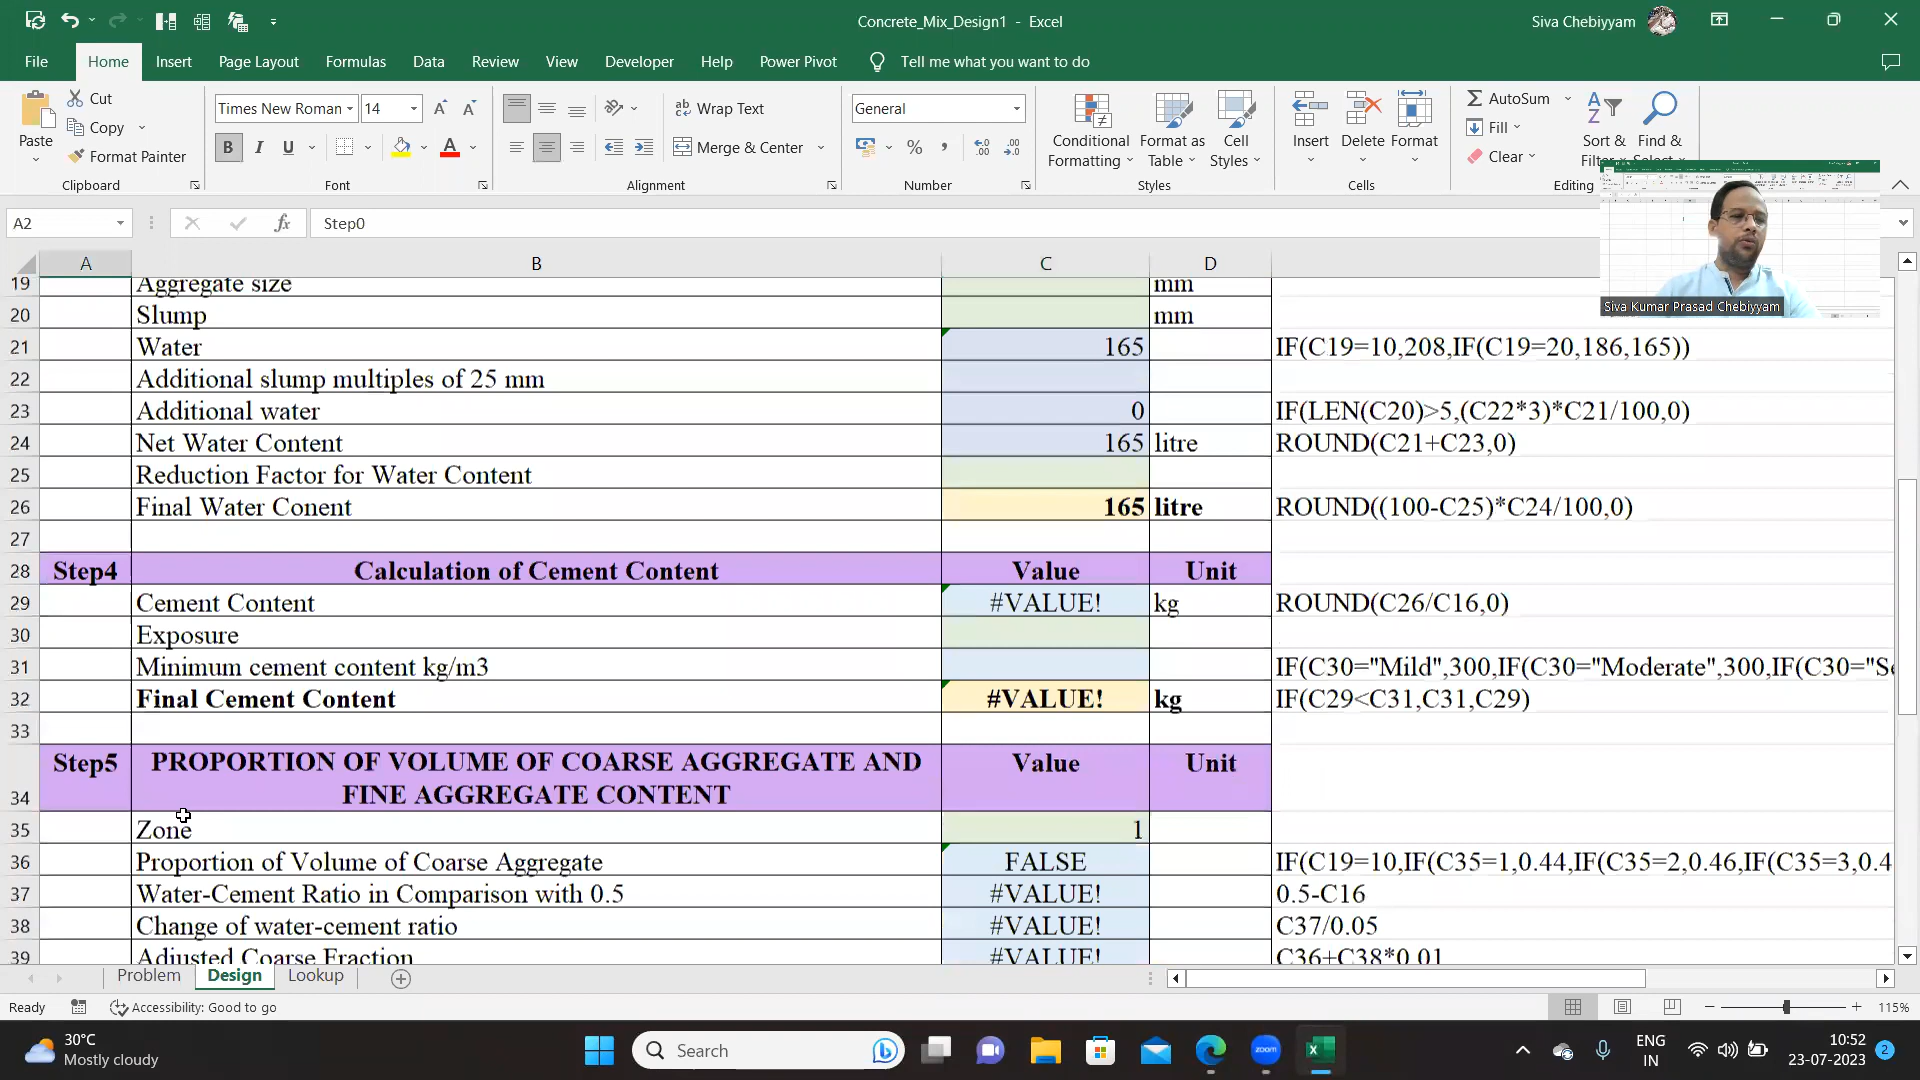 Concrete_Mix_Design1 - Excel
Siva Chebiyyam
File Home Insert Page Layout Formulas Data Review View Developer Help Power Pivot Tell me what you want to do
Paste
Cut
Copy
Format Painter
Clipboard
Times New Roman 14
B I U A
Font
Wrap Text
Merge & Center
Alignment
General
% ,
Number
Conditional Formatting
Format as Table
Cell Styles
Styles
Insert
Delete
Format
Cells
AutoSum
Fill
Clear
Sort &
Find &
Editing
A2 fx Step0
Siva Kumar Prasad Chebiyyam
A B C D
19 Aggregate size mm
20 Slump mm
21 Water 165 IF(C19=10,208,IF(C19=20,186,165))
22 Additional slump multiples of 25 mm
23 Additional water 0 IF(LEN(C20)>5,(C22*3)*C21/100,0)
24 Net Water Content 165 litre ROUND(C21+C23,0)
25 Reduction Factor for Water Content
26 Final Water Conent 165 litre ROUND((100-C25)*C24/100,0)
27
28 Step4 Calculation of Cement Content Value Unit
29 Cement Content #VALUE! kg ROUND(C26/C16,0)
30 Exposure
31 Minimum cement content kg/m3 IF(C30="Mild",300,IF(C30="Moderate",300,IF(C30="Se
32 Final Cement Content #VALUE! kg IF(C29<C31,C31,C29)
33
34 Step5 PROPORTION OF VOLUME OF COARSE AGGREGATE AND Value Unit
FINE AGGREGATE CONTENT
35 Zone 1
36 Proportion of Volume of Coarse Aggregate FALSE IF(C19=10,IF(C35=1,0.44,IF(C35=2,0.46,IF(C35=3,0.4
37 Water-Cement Ratio in Comparison with 0.5 #VALUE! 0.5-C16
38 Change of water-cement ratio #VALUE! C37/0.05
39 Adjusted Coarse Fraction #VALUE! C36+C38*0.01
Problem Design Lookup
Ready Accessibility: Good to go 115%
30°C
Mostly cloudy
Search
zoom
ENG
IN
10:52
23-07-2023
2